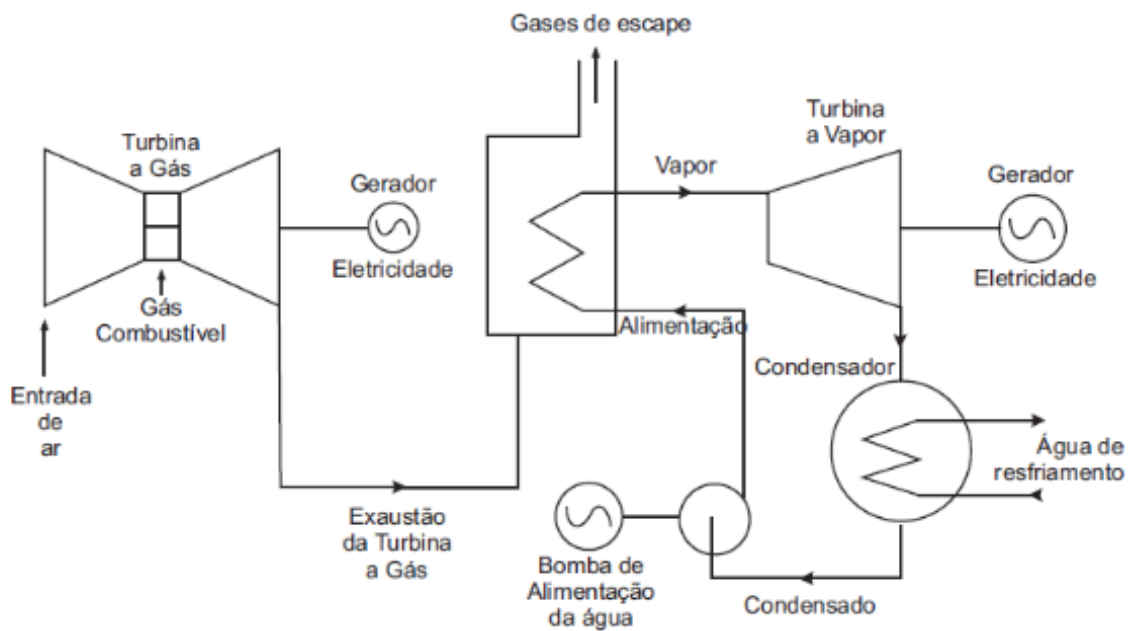 Gases de escape
Turbina
a Gás
Turbina
a Vapor
Vapor
Gerador
Eletricidade
Gerador
Eletricidade
Gás
Combustível
Alimentação
Entrada
de
ar
Condensador
Água de
resfriamento
Exaustão
da Turbina
a Gás
Bomba de
Alimentação
da água
Condensado